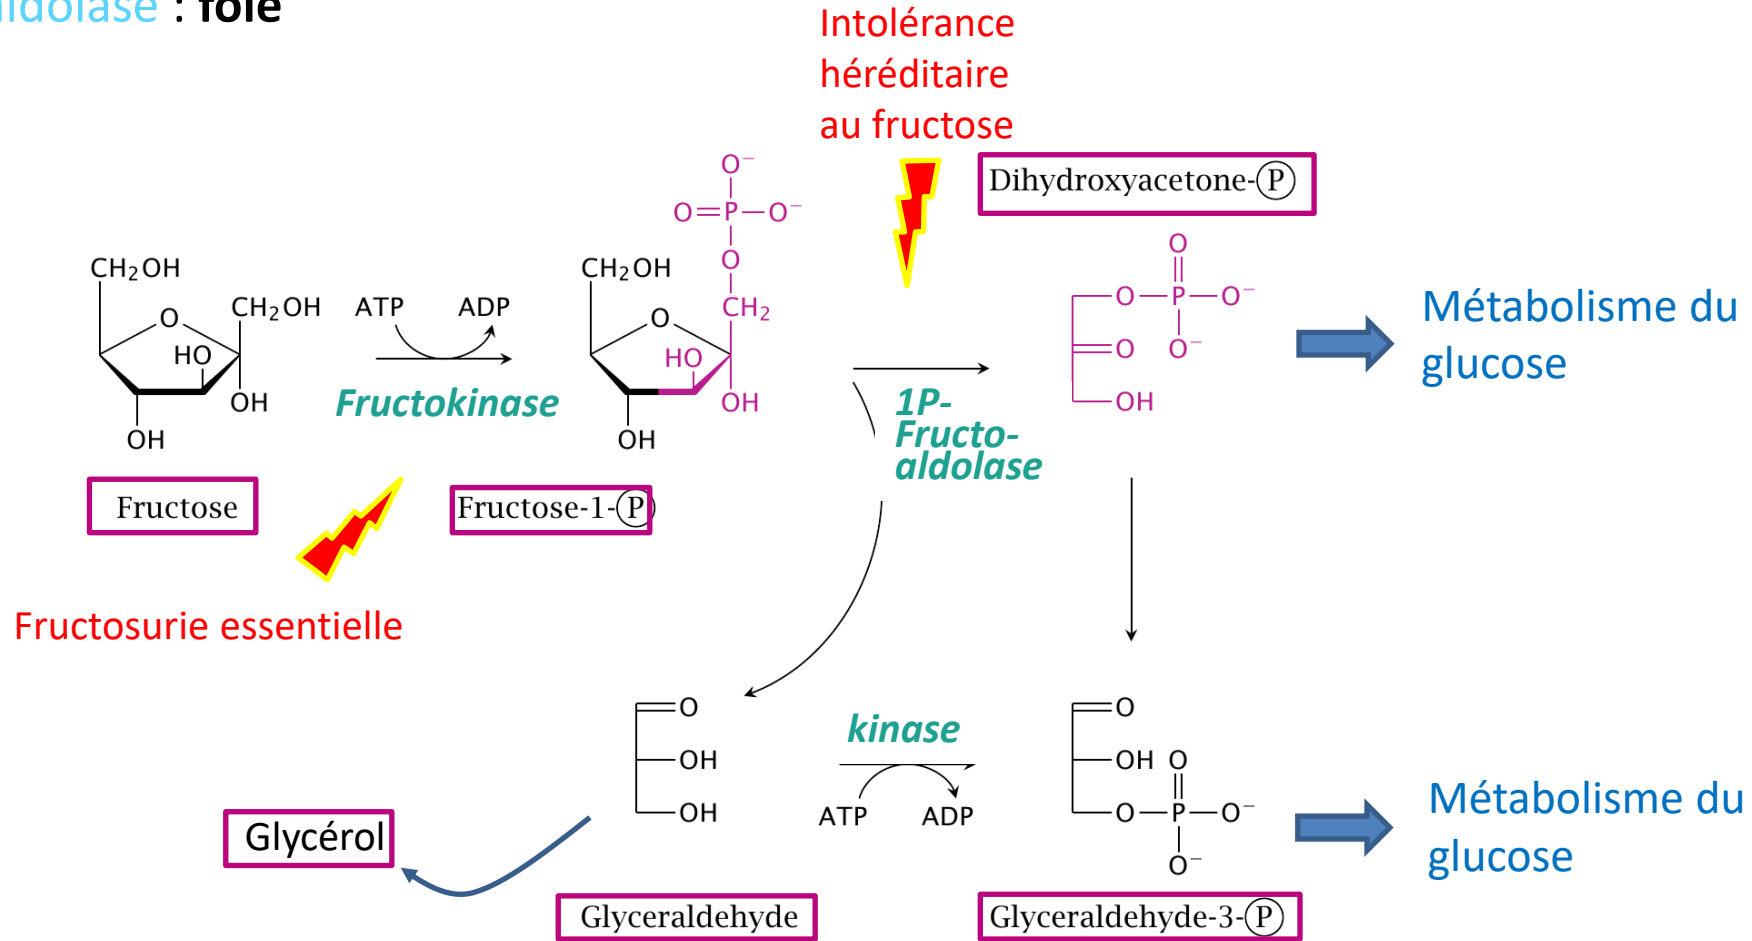 aldolase : foie
Intolérance
héréditaire
au fructose
Dihydroxyacetone-P
O⁻
O=P—O⁻
O
CH₂OH
CH₂OH
O
CH₂OH
ATP
ADP
O
CH₂
HO
HO
OH
OH
OH
OH
Fructokinase
1P-
Fructo-
aldolase
O
O—P—O⁻
O
O⁻
OH
Métabolisme du
glucose
Fructose
Fructose-1-P
Fructosurie essentielle
O
OH
OH
kinase
ATP
ADP
O
OH
O
O—P—O⁻
O⁻
Métabolisme du
glucose
Glycérol
Glyceraldehyde
Glyceraldehyde-3-P